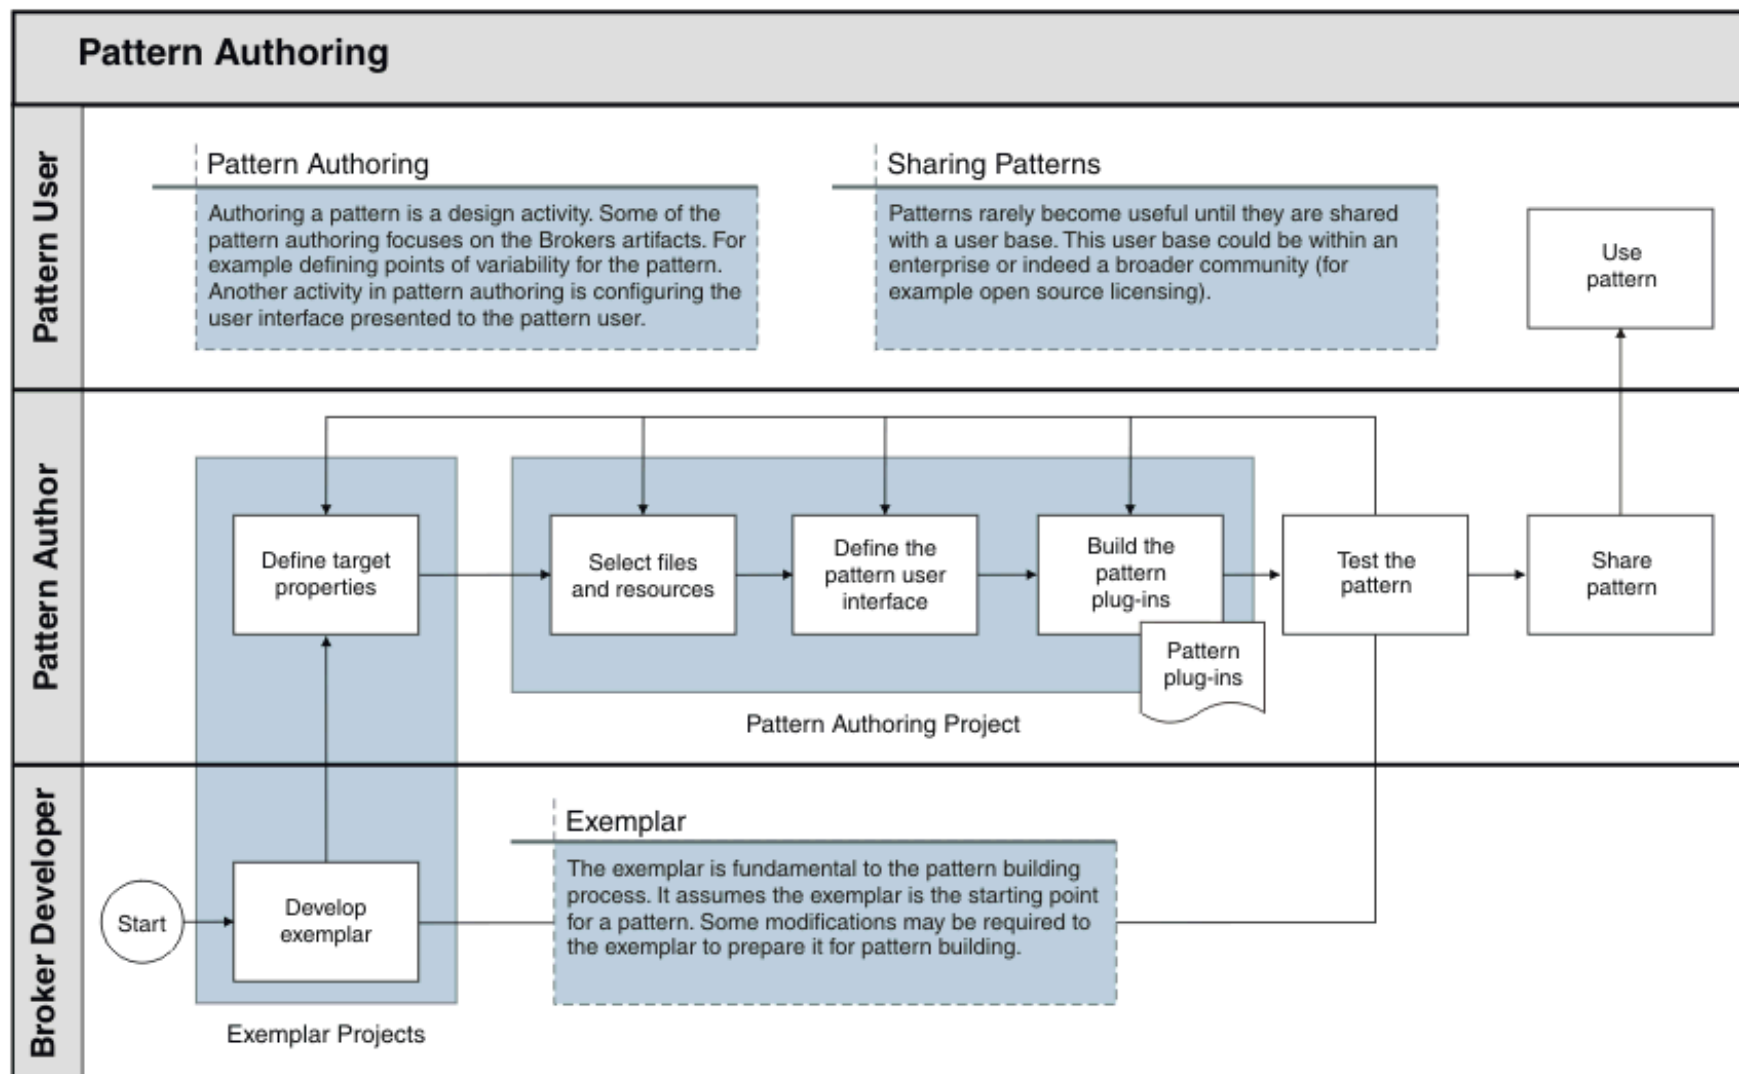 Pattern Authoring
Pattern User
Pattern Authoring
Authoring a pattern is a design activity. Some of the
pattern authoring focuses on the Brokers artifacts. For
example defining points of variability for the pattern.
Another activity in pattern authoring is configuring the
user interface presented to the pattern user.
Sharing Patterns
Patterns rarely become useful until they are shared
with a user base. This user base could be within an
enterprise or indeed a broader community (for
example open source licensing).
Use
pattern
Pattern Author
Define target
properties
Select files
and resources
Define the
pattern user
interface
Build the
pattern
plug-ins
Pattern
plug-ins
Test the
pattern
Share
pattern
Pattern Authoring Project
Broker Developer
Start
Develop
exemplar
Exemplar
The exemplar is fundamental to the pattern building
process. It assumes the exemplar is the starting point
for a pattern. Some modifications may be required to
the exemplar to prepare it for pattern building.
Exemplar Projects